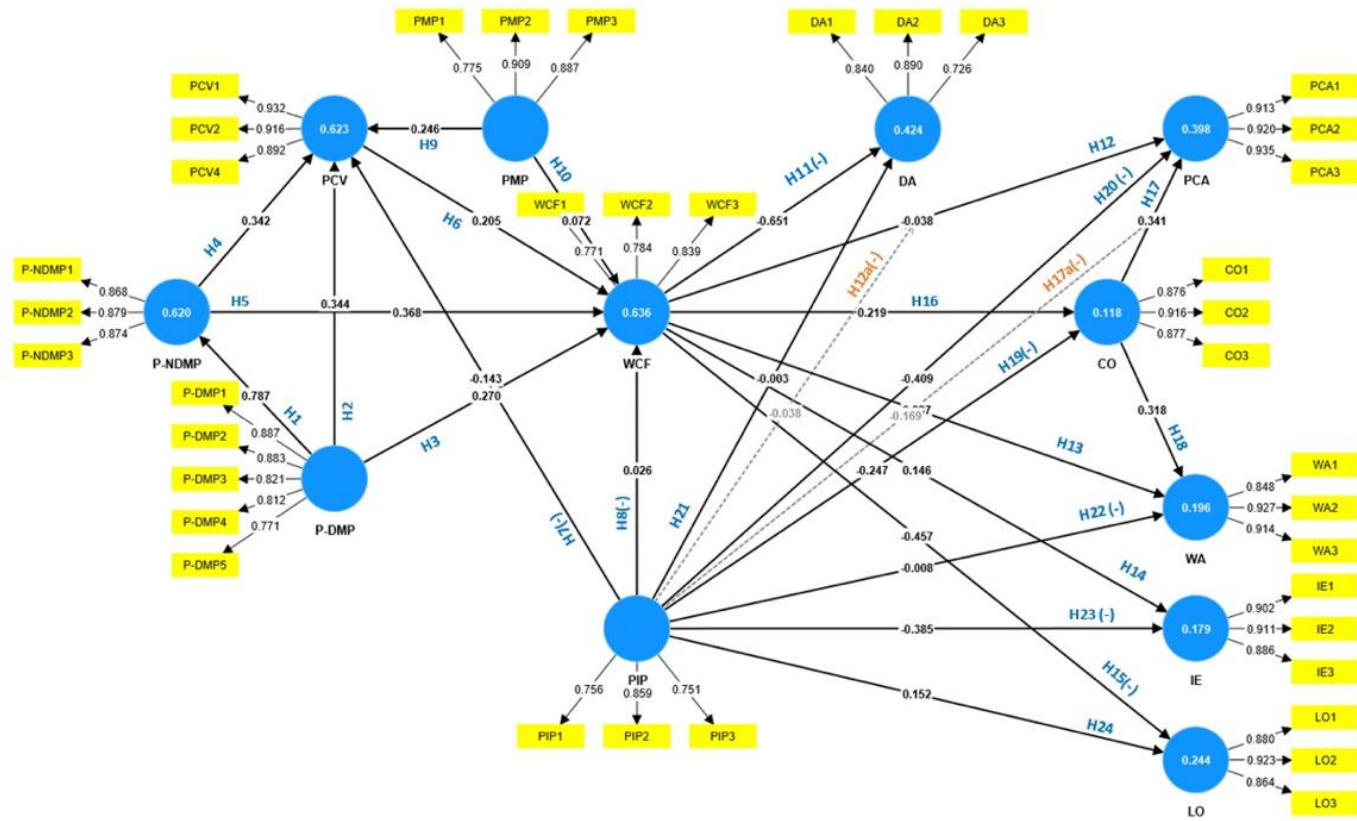 PMP1 PMP2 PMP3 DA1 DA2 DA3
0.775 0.909 0.887 0.840 0.890 0.726
PCV1 PCA1
0.932 0.913
PCV2 0.916 0.623 0.246 0.424 0.398 0.920 PCA2
PCV4 0.892 0.935 PCA3
H9 H12
PCV PMP DA PCA
H10 H11(-) H20 (-) H17
WCF1 WCF2 WCF3
0.342 H6 0.205 0.072 -0.651 -0.038 0.341
H4 0.771 0.784 0.839
P-NDMP1 CO1
0.868 H12a(-) H17a(-) 0.876
P-NDMP2 0.879 0.620 H5 0.344 0.368 0.636 H16 0.219 0.118 0.916 CO2
P-NDMP3 0.874 0.877 CO3
P-NDMP WCF CO
H19(-)
P-DMP1 0.787 -0.143 -0.003 -0.409
0.270 -0.038 -0.169 0.318
H1 H2
P-DMP2 0.887 H3 H13 H18
P-DMP3 0.883 WA1
0.821 0.026 -0.247 0.146 0.848
P-DMP4 0.812 0.196 0.927 WA2
P-DMP5 0.771 H22 (-) 0.914 WA3
P-DMP H7(-) H8(-) H21 -0.457 WA
-0.008 H14
IE1
0.902
H23 (-) 0.179 0.911 IE2
-0.385 0.886 IE3
PIP H15(-) IE
0.756 0.859 0.751 0.152
PIP1 PIP2 PIP3 H24 LO1
0.880
0.244 0.923 LO2
0.864 LO3
LO